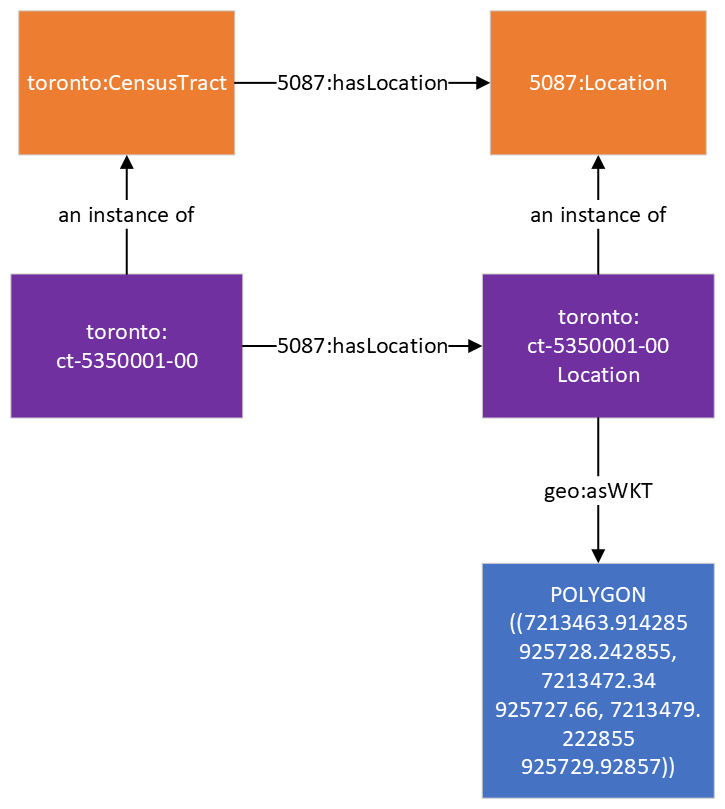 toronto:CensusTract
5087:hasLocation
5087:Location
an instance of
an instance of
toronto:
ct-5350001-00
5087:hasLocation
toronto:
ct-5350001-00
Location
geo:asWKT
POLYGON
((7213463.914285
925728.242855,
7213472.34
925727.66, 7213479.
222855
925729.92857))